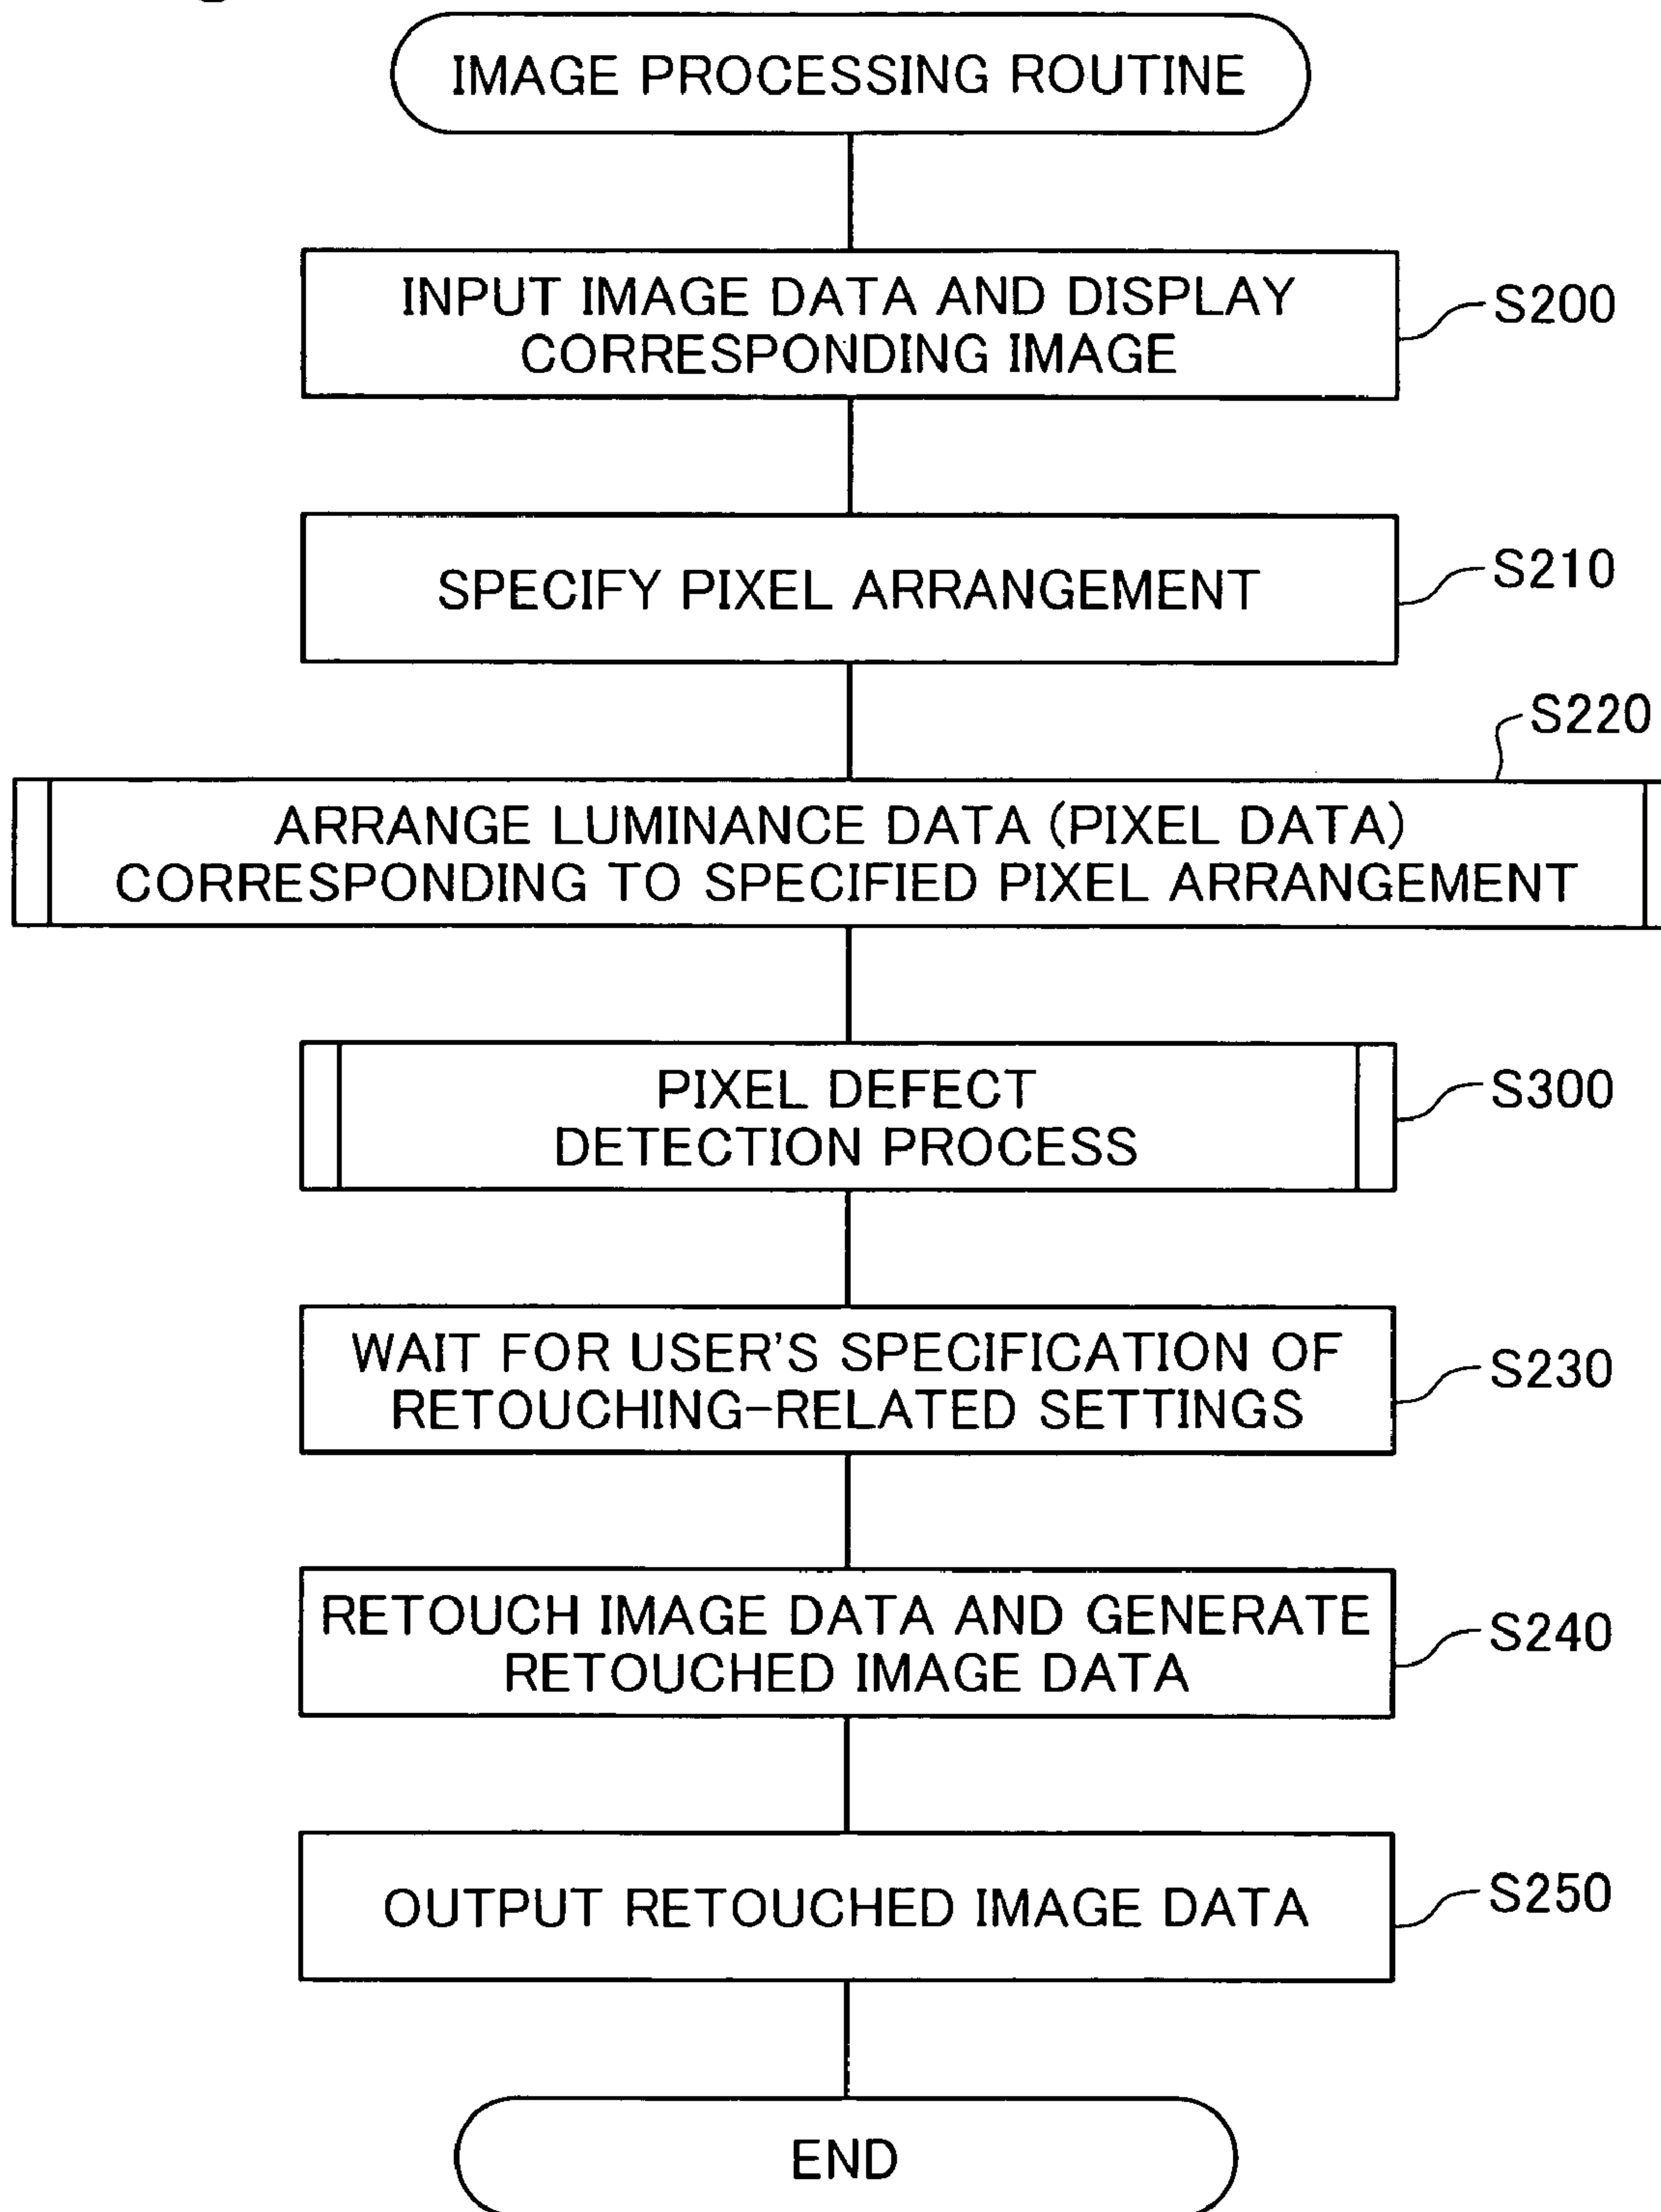 IMAGE PROCESSING ROUTINE
INPUT IMAGE DATA AND DISPLAY
CORRESPONDING IMAGE
S200
SPECIFY PIXEL ARRANGEMENT
S210
S220
ARRANGE LUMINANCE DATA (PIXEL DATA)
CORRESPONDING TO SPECIFIED PIXEL ARRANGEMENT
PIXEL DEFECT
DETECTION PROCESS
S300
WAIT FOR USER'S SPECIFICATION OF
RETOUCHING-RELATED SETTINGS
S230
RETOUCH IMAGE DATA AND GENERATE
RETOUCHED IMAGE DATA
S240
OUTPUT RETOUCHED IMAGE DATA
S250
END